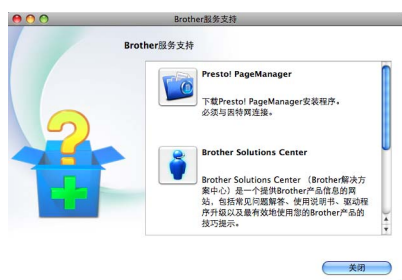 Brother服务支持
Brother服务支持
Presto! PageManager
下载Presto! PageManager安装程序。
必须与因特网连接。
Brother Solutions Center
Brother Solutions Center （Brother解决方
案中心）是一个提供Brother产品信息的网
站，包括常见问题解答、使用说明书、驱动程
序升级以及最有效地使用您的Brother产品的
技巧提示。
关闭